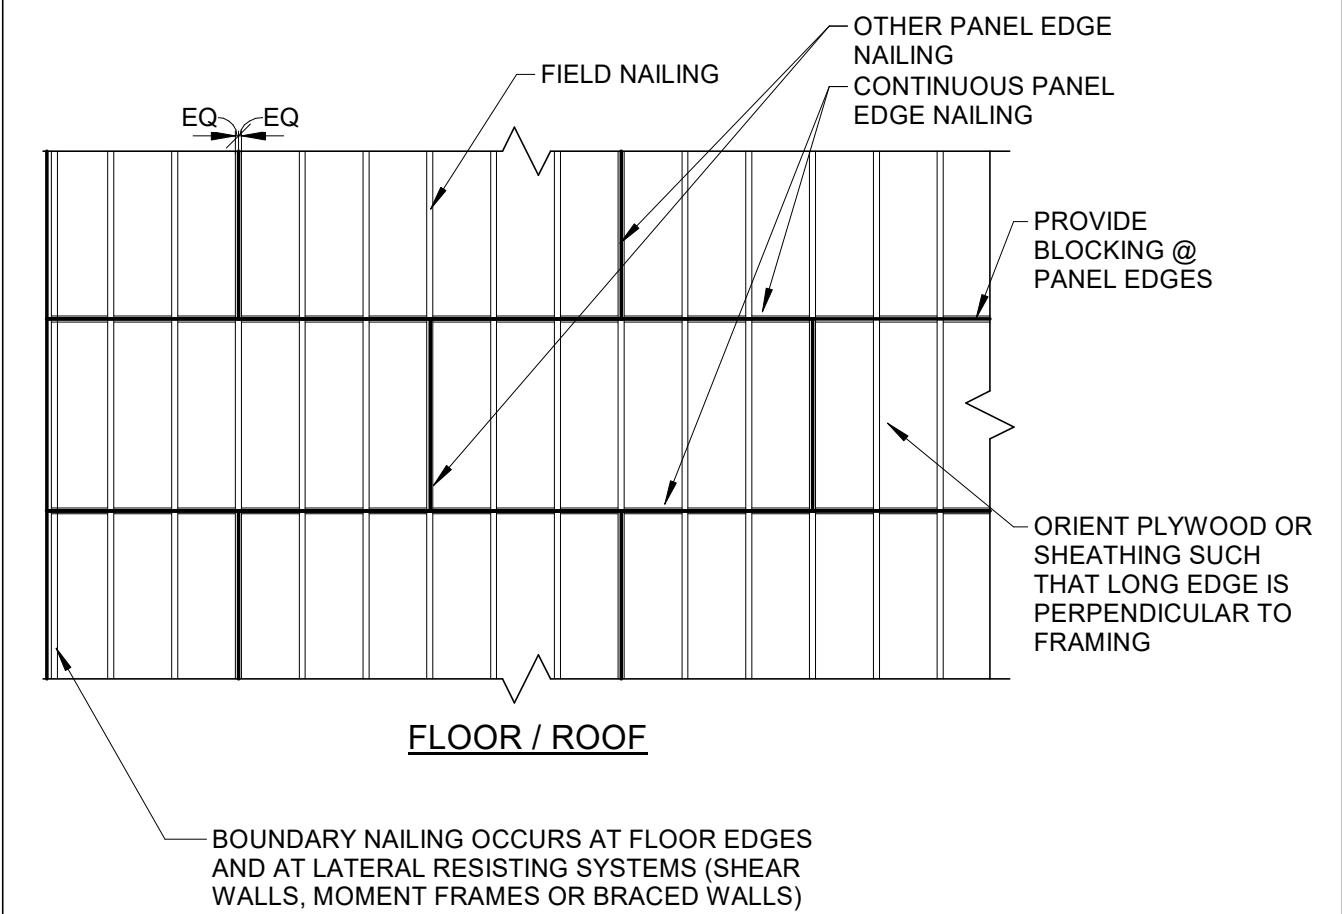 OTHER PANEL EDGE
NAILING
FIELD NAILING
CONTINUOUS PANEL
EDGE NAILING
EQ EQ
PROVIDE
BLOCKING @
PANEL EDGES
ORIENT PLYWOOD OR
SHEATHING SUCH
THAT LONG EDGE IS
PERPENDICULAR TO
FRAMING
FLOOR / ROOF
BOUNDARY NAILING OCCURS AT FLOOR EDGES
AND AT LATERAL RESISTING SYSTEMS (SHEAR
WALLS, MOMENT FRAMES OR BRACED WALLS)